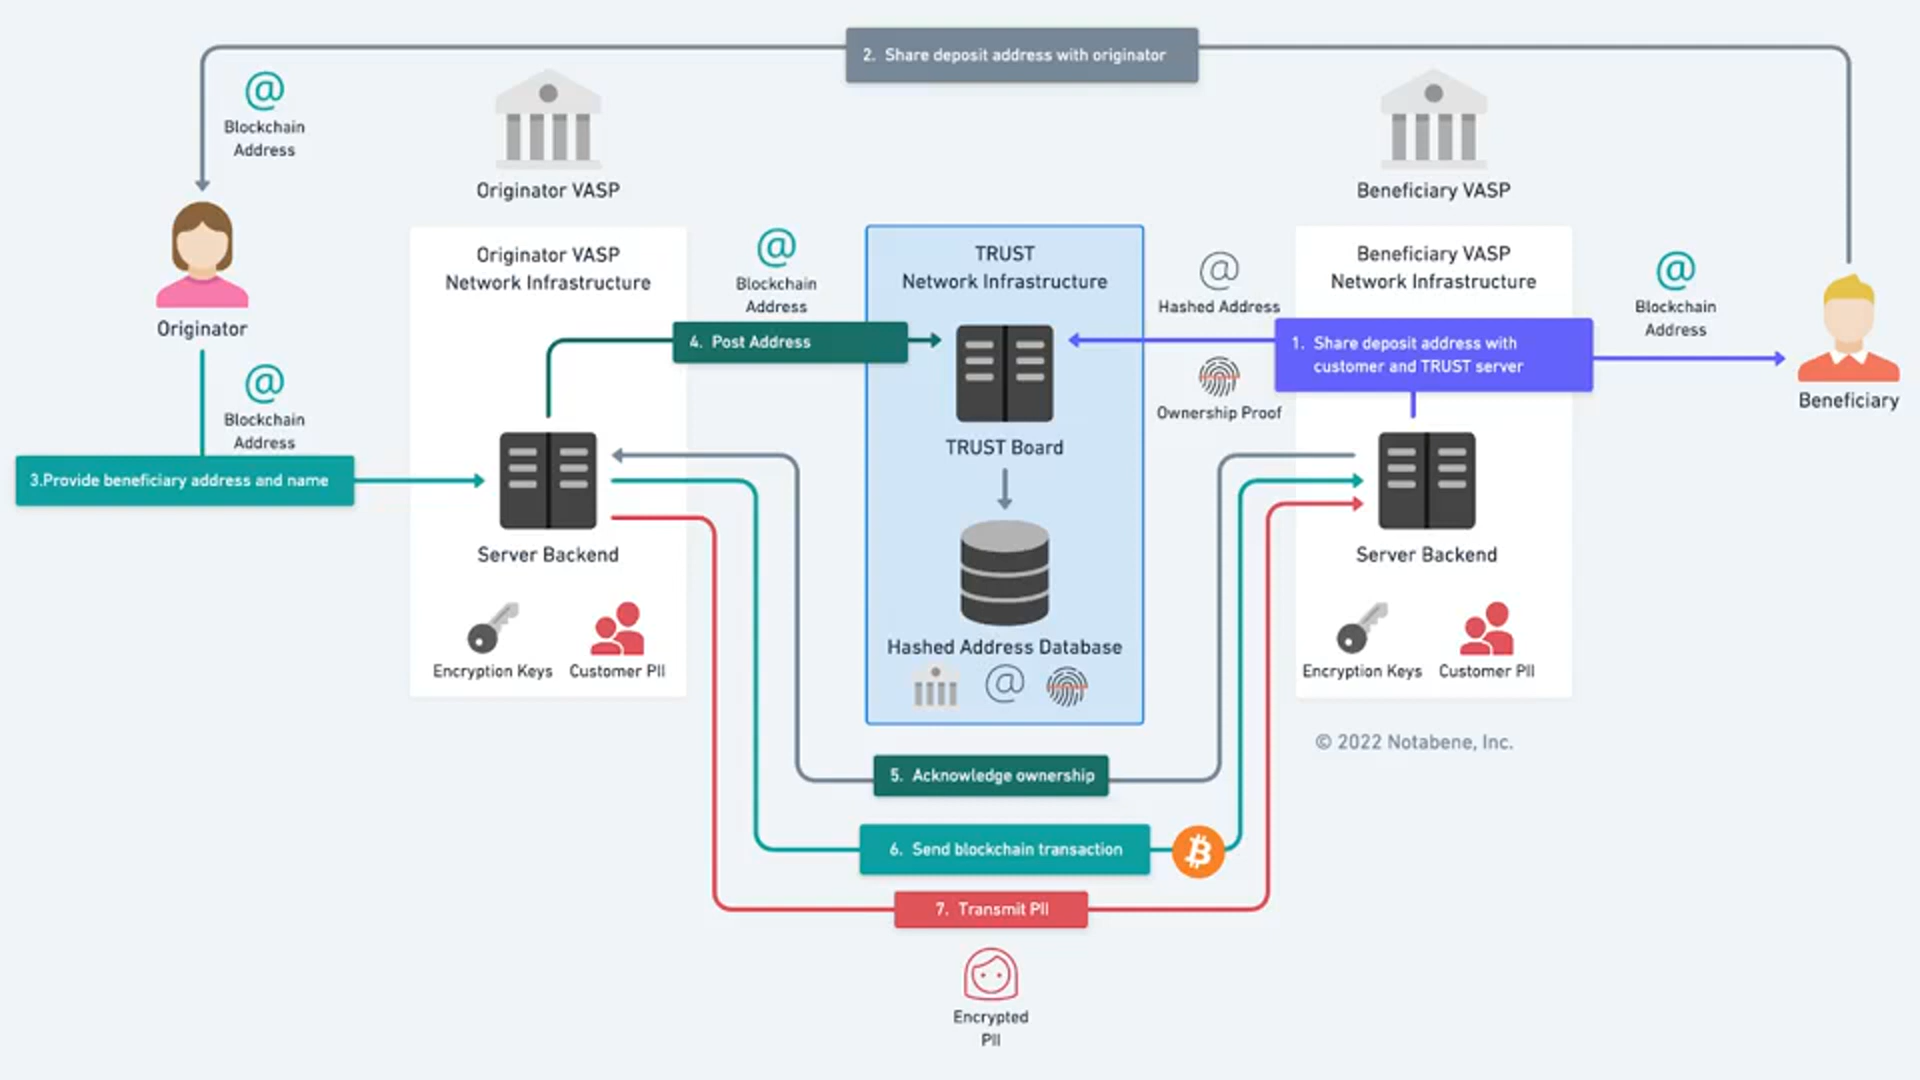 2. Share deposit address with originator
@
Blockchain
Address
Originator VASP
Beneficiary VASP
Originator
Originator VASP
Network Infrastructure
@
Blockchain
Address
TRUST
Network Infrastructure
@
Hashed Address
Beneficiary VASP
Network Infrastructure
@
Blockchain
Address
4. Post Address
1. Share deposit address with
customer and TRUST server
Ownership Proof
Beneficiary
@
Blockchain
Address
TRUST Board
3.Provide beneficiary address and name
Server Backend
Server Backend
Hashed Address Database
@
Encryption Keys
Customer PII
Encryption Keys
Customer PII
© 2022 Notabene, Inc.
5. Acknowledge ownership
6. Send blockchain transaction
7. Transmit PII
Encrypted
PII